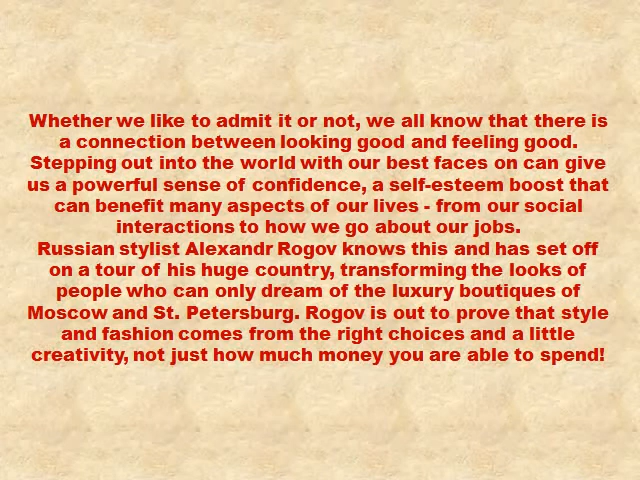 Whether we like to admit it or not, we all know that there is
a connection between looking good and feeling good.
Stepping out into the world with our best faces on can give
us a powerful sense of confidence, a self-esteem boost that
can benefit many aspects of our lives - from our social
interactions to how we go about our jobs.
Russian stylist Alexandr Rogov knows this and has set off
on a tour of his huge country, transforming the looks of
people who can only dream of the luxury boutiques of
Moscow and St. Petersburg. Rogov is out to prove that style
and fashion comes from the right choices and a little
creativity, not just how much money you are able to spend!